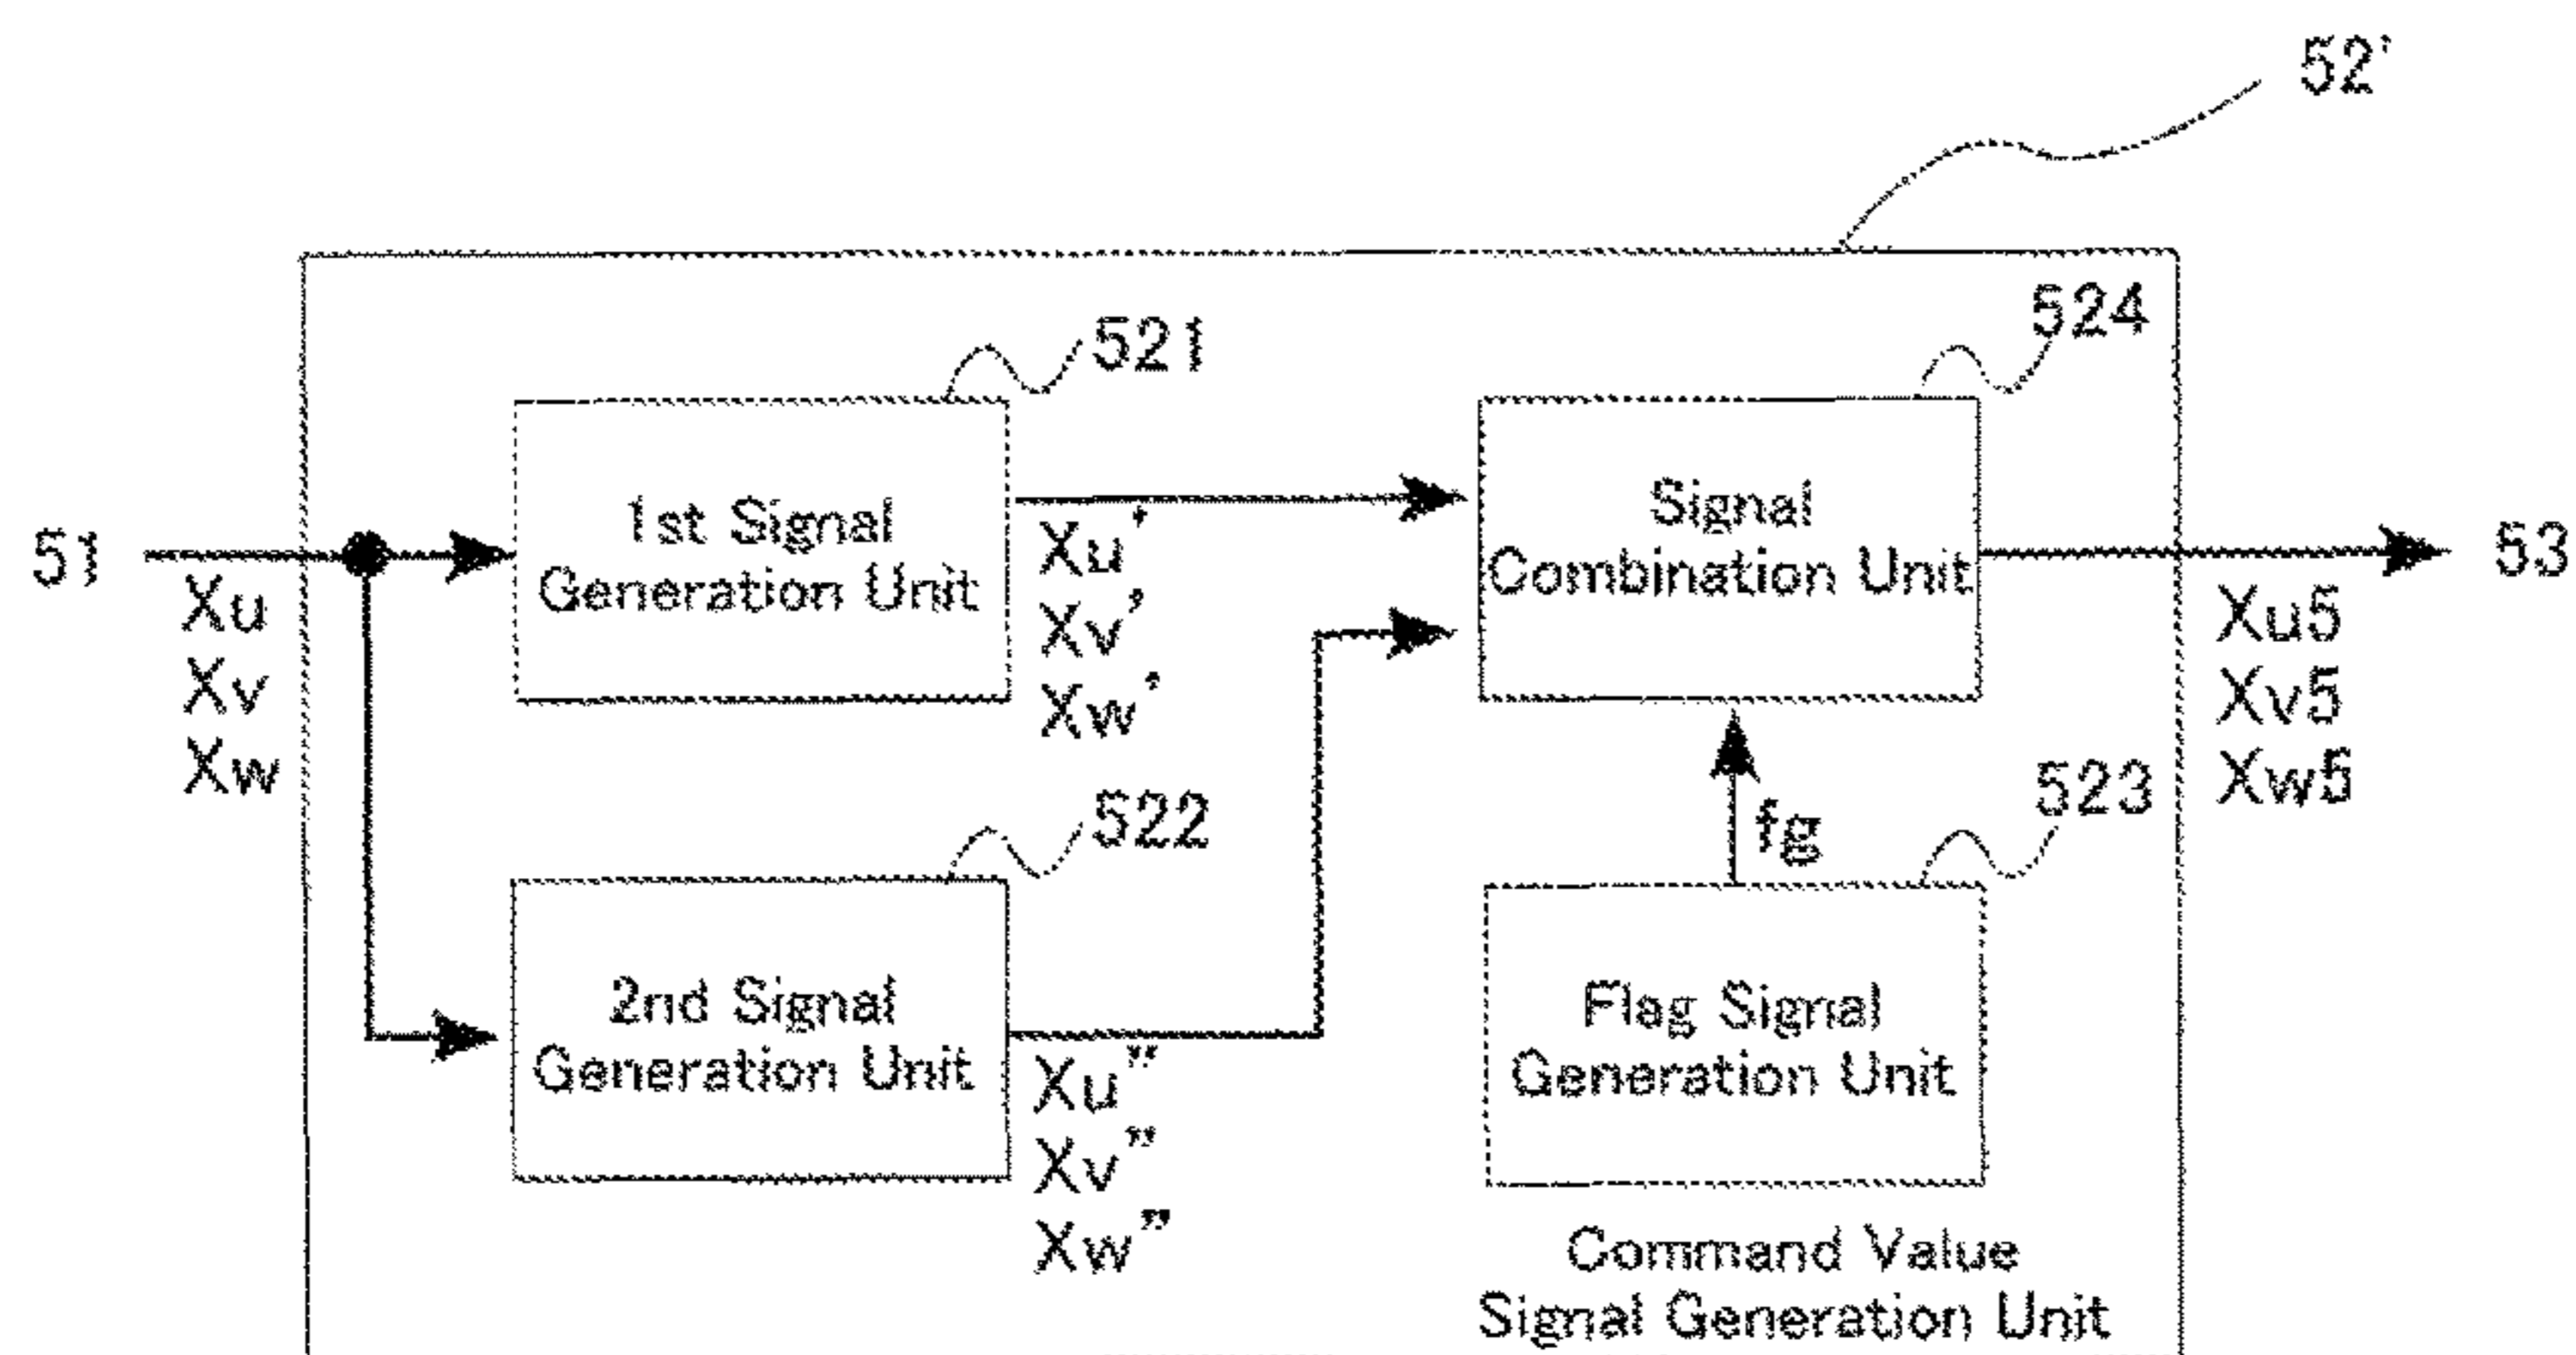 52'
521
524
1st Signal
Generation Unit
Signal
Combination Unit
51
Xu
Xv
Xw
Xu'
Xv'
Xw'
53
Xu5
Xv5
Xw5
522
fg
523
2nd Signal
Generation Unit
Xu"
Xv"
Xw"
Flag Signal
Generation Unit
Command Value
Signal Generation Unit